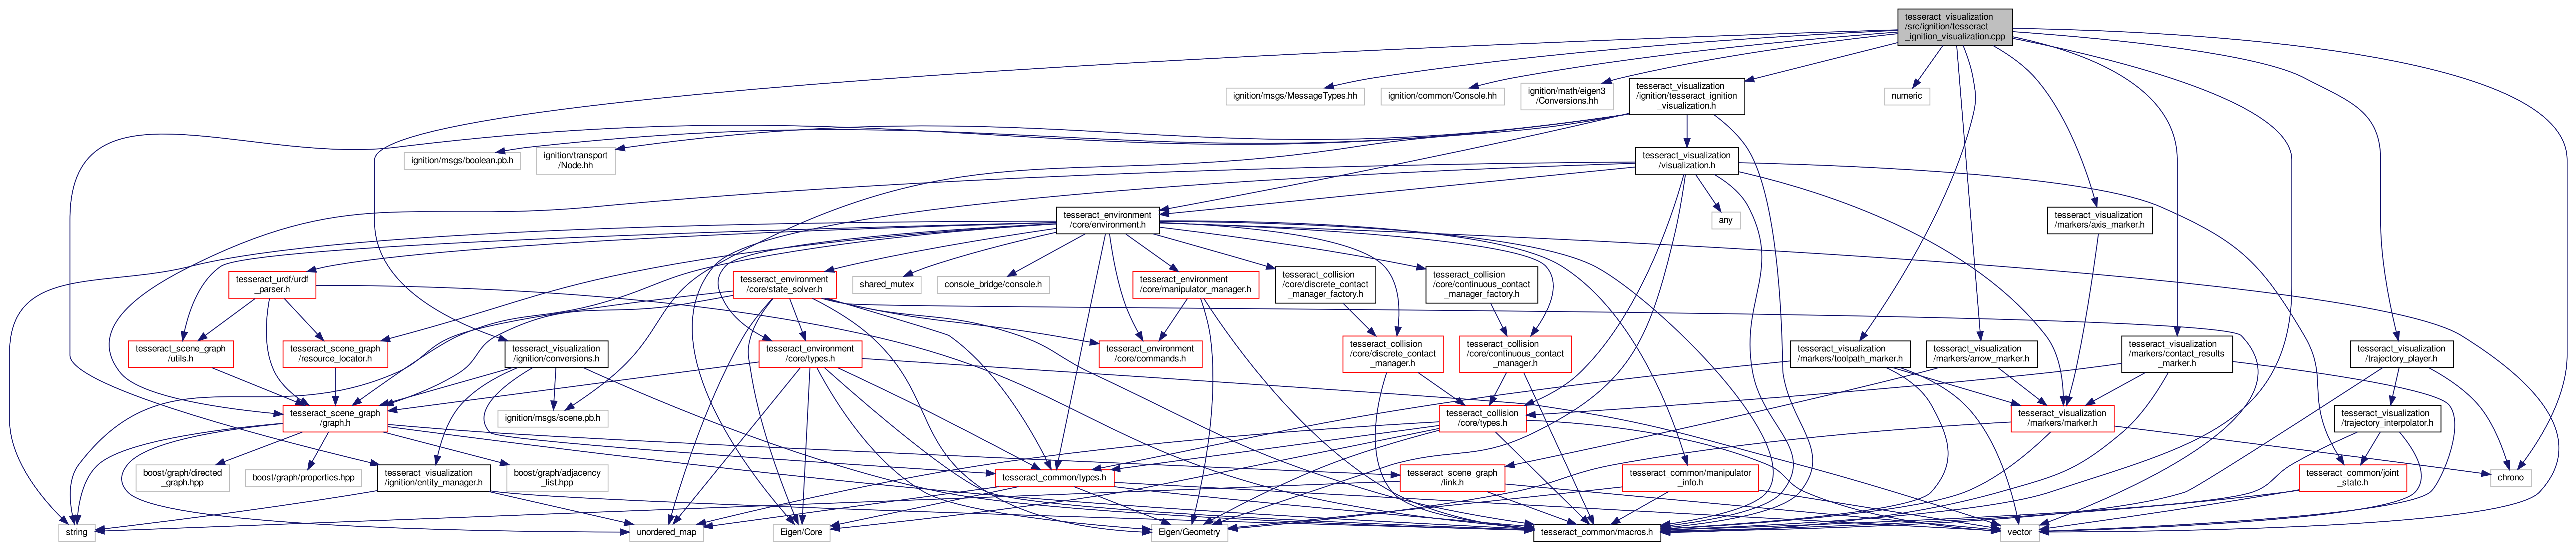 tesseract_visualization
/src/ignition/tesseract
_ignition_visualization.cpp
ignition/msgs/MessageTypes.hh
ignition/common/Console.hh
ignition/math/eigen3
/Conversions.hh
tesseract_visualization
/ignition/tesseract_ignition
_visualization.h
numeric
ignition/msgs/boolean.pb.h
ignition/transport
/Node.hh
tesseract_visualization
/visualization.h
tesseract_environment
/core/environment.h
any
tesseract_visualization
/markers/axis_marker.h
tesseract_urdf/urdf
_parser.h
tesseract_environment
/core/state_solver.h
shared_mutex
console_bridge/console.h
tesseract_environment
/core/manipulator_manager.h
tesseract_collision
/core/discrete_contact
_manager_factory.h
tesseract_collision
/core/continuous_contact
_manager_factory.h
tesseract_scene_graph
/utils.h
tesseract_scene_graph
/resource_locator.h
tesseract_visualization
/ignition/conversions.h
tesseract_environment
/core/types.h
tesseract_environment
/core/commands.h
tesseract_collision
/core/discrete_contact
_manager.h
tesseract_collision
/core/continuous_contact
_manager.h
tesseract_visualization
/markers/toolpath_marker.h
tesseract_visualization
/markers/arrow_marker.h
tesseract_visualization
/markers/contact_results
_marker.h
tesseract_visualization
/trajectory_player.h
tesseract_scene_graph
/graph.h
ignition/msgs/scene.pb.h
tesseract_collision
/core/types.h
tesseract_visualization
/markers/marker.h
tesseract_visualization
/trajectory_interpolator.h
boost/graph/directed
_graph.hpp
boost/graph/properties.hpp
tesseract_visualization
/ignition/entity_manager.h
boost/graph/adjacency
_list.hpp
tesseract_common/types.h
tesseract_scene_graph
/link.h
tesseract_common/manipulator
_info.h
tesseract_common/joint
_state.h
chrono
string
unordered_map
Eigen/Core
Eigen/Geometry
tesseract_common/macros.h
vector